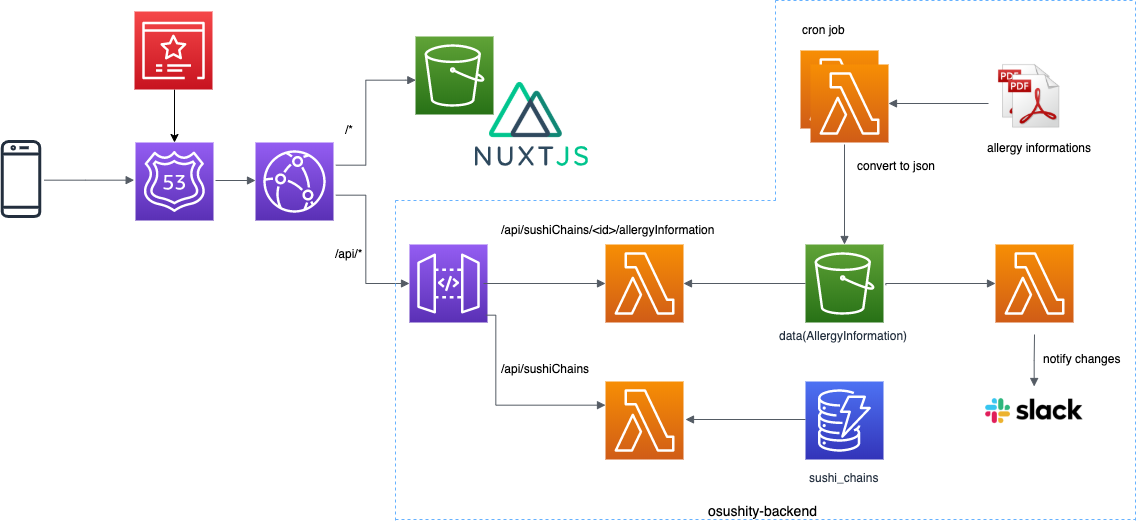 cron job
PDF
PDF
/*
NUXTJS
allergy informations
convert to json
53
/api/sushiChains/<id>/allergyInformation
/api/*
</>
data(AllergyInformation)
notify changes
/api/sushiChains
slack
sushi_chains
osushity-backend